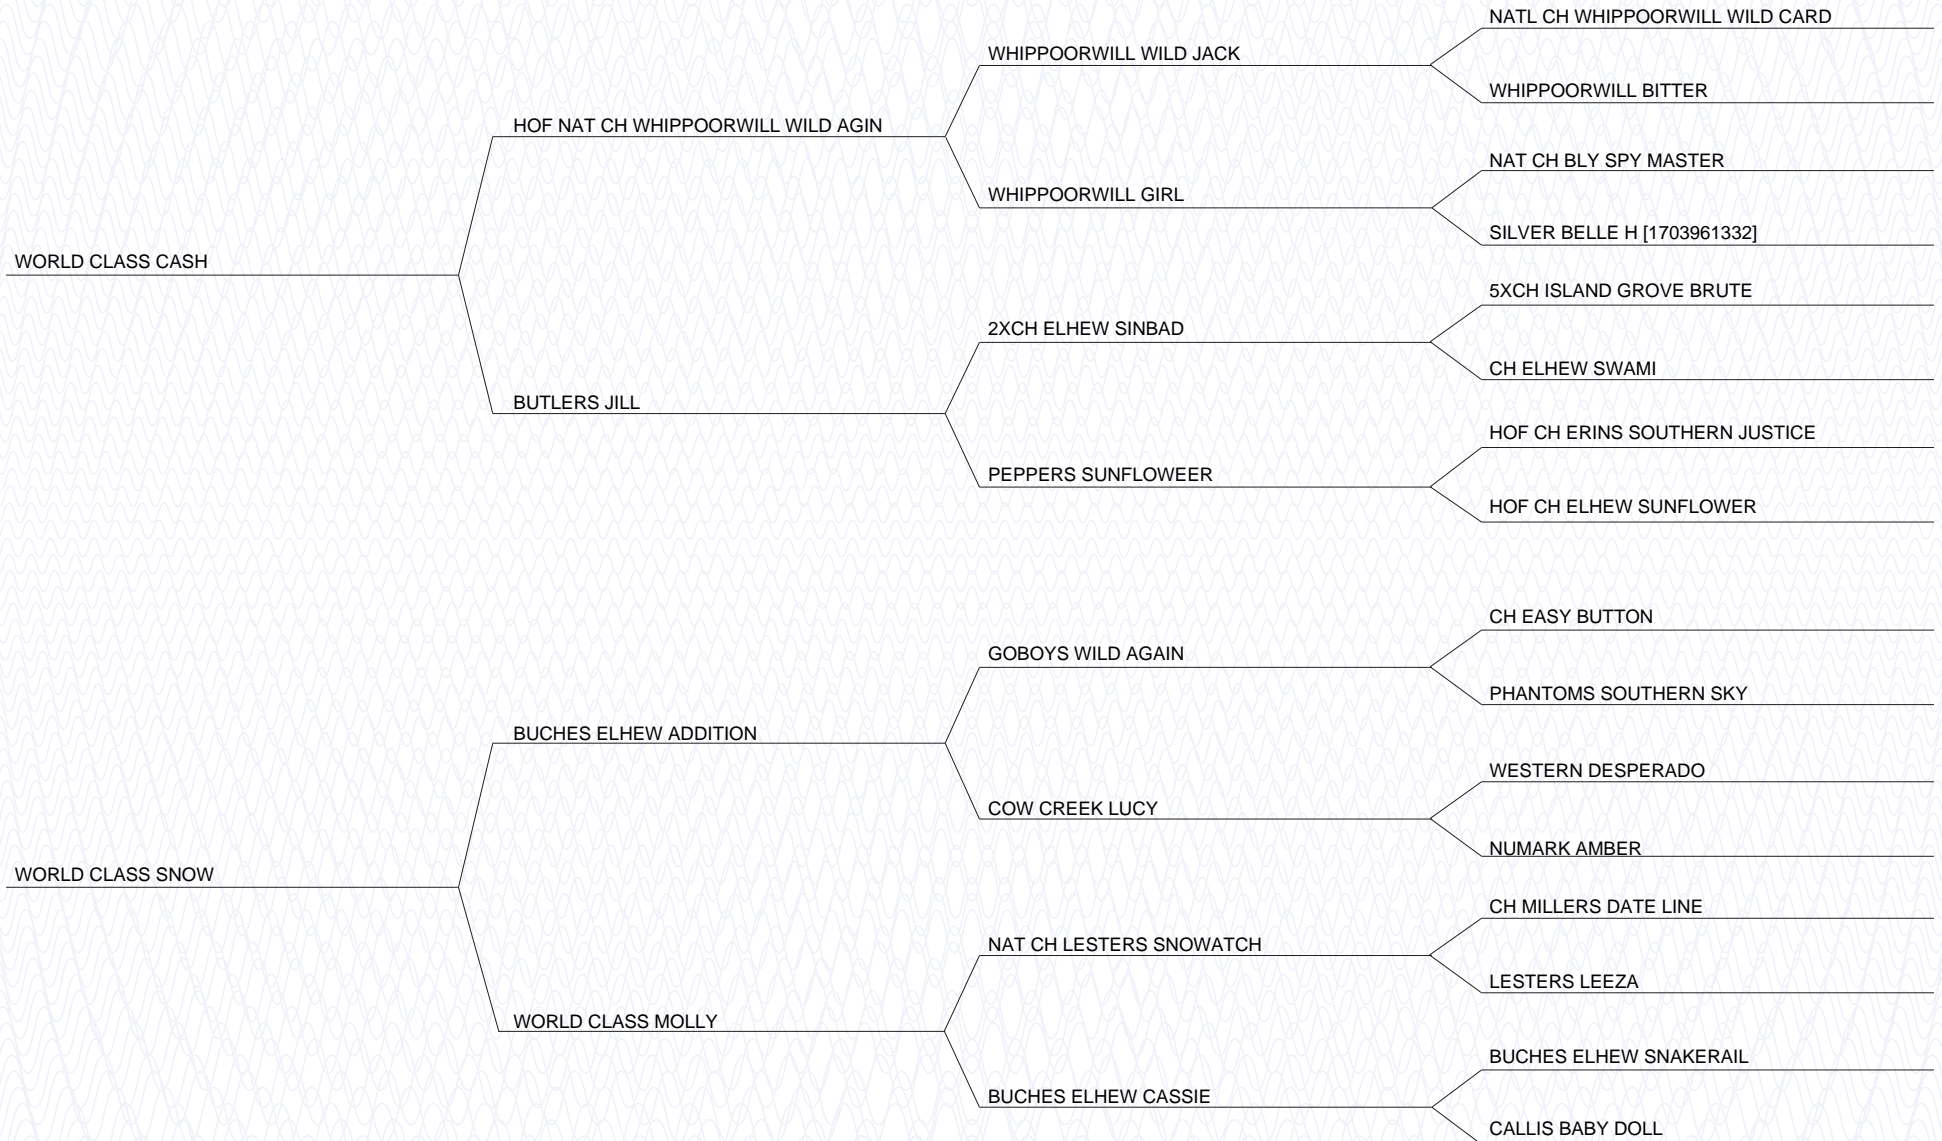 NATL CH WHIPPOORWILL WILD CARD
WHIPPOORWILL WILD JACK
WHIPPOORWILL BITTER
HOF NAT CH WHIPPOORWILL WILD AGIN
NAT CH BLY SPY MASTER
WHIPPOORWILL GIRL
SILVER BELLE H [1703961332]
WORLD CLASS CASH
5XCH ISLAND GROVE BRUTE
2XCH ELHEW SINBAD
CH ELHEW SWAMI
BUTLERS JILL
HOF CH ERINS SOUTHERN JUSTICE
PEPPERS SUNFLOWEER
HOF CH ELHEW SUNFLOWER
CH EASY BUTTON
GOBOYS WILD AGAIN
PHANTOMS SOUTHERN SKY
BUCHES ELHEW ADDITION
WESTERN DESPERADO
COW CREEK LUCY
NUMARK AMBER
WORLD CLASS SNOW
CH MILLERS DATE LINE
NAT CH LESTERS SNOWATCH
LESTERS LEEZA
WORLD CLASS MOLLY
BUCHES ELHEW SNAKERAIL
BUCHES ELHEW CASSIE
CALLIS BABY DOLL